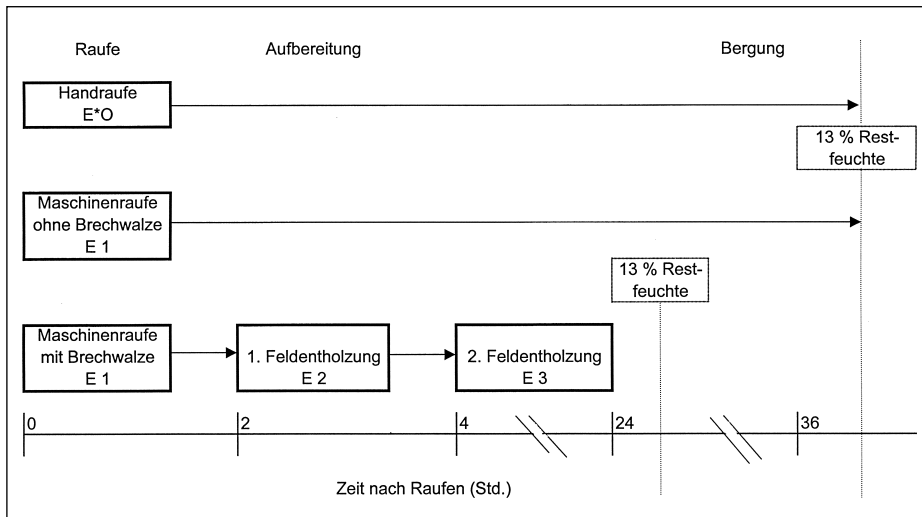 Raufe Aufbereitung Bergung
Handraufe
E*O
13 % Rest-
feuchte
Maschinenraufe
ohne Brechwalze
E 1
13 % Rest-
feuchte
Maschinenraufe
mit Brechwalze
E 1
1. Feldentholzung
E 2
2. Feldentholzung
E 3
0 2 4 24 36
Zeit nach Raufen (Std.)